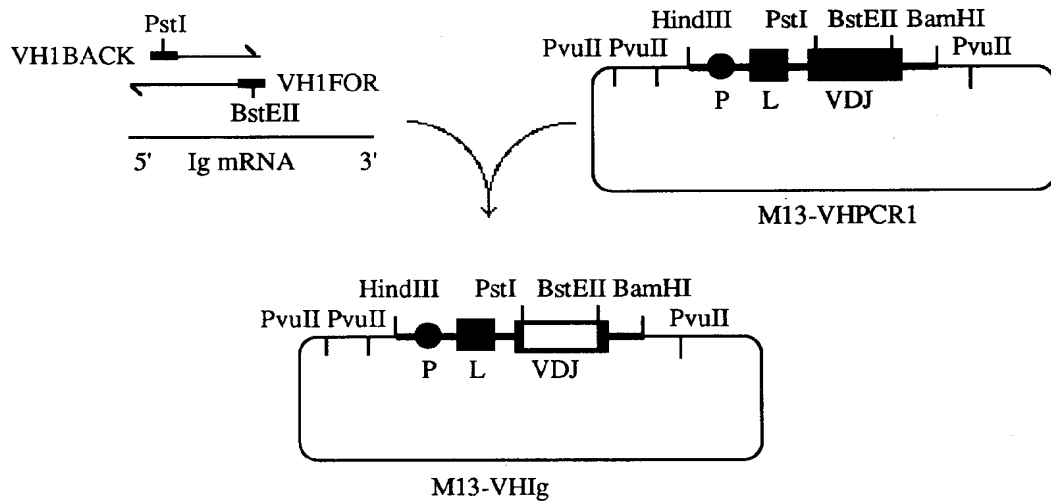 PstI
VH1BACK
VH1FOR
BstEII
5' Ig mRNA 3'
HindIII PstI BstEII BamHI
PvuII PvuII PvuII
P L VDJ
M13-VHPCR1
HindIII PstI BstEII BamHI
PvuII PvuII PvuII
P L VDJ
M13-VHIg